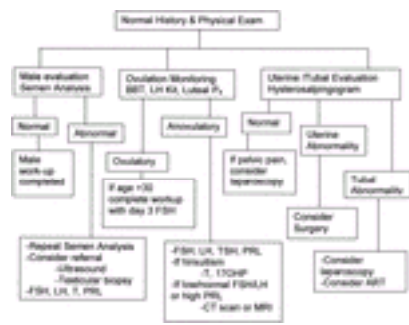 Normal History & Physical Exam
Male evaluation
Semen Analysis
Ovulation Monitoring
BBT, LH Kit, Luteal P₄
Uterine /Tubal Evaluation
Hysterosalpingogram
Normal
Abnormal
Anovulatory
Normal
Uterine
Abnormality
Male
work-up
completed
Ovulatory
If pelvic pain,
consider
laparoscopy
Tubal
Abnormality
If age >30
complete workup
with day 3 FSH
Consider
Surgery
-Repeat Semen Analysis
-Consider referral
-Ultrasound
-Testicular biopsy
-FSH, LH, T, PRL
-FSH, LH, TSH, PRL
-If hirsutism
-T, 17OHP
-If low/normal FSH/LH
or high PRL
-CT scan or MRI
-Consider
laparoscopy
-Consider ART